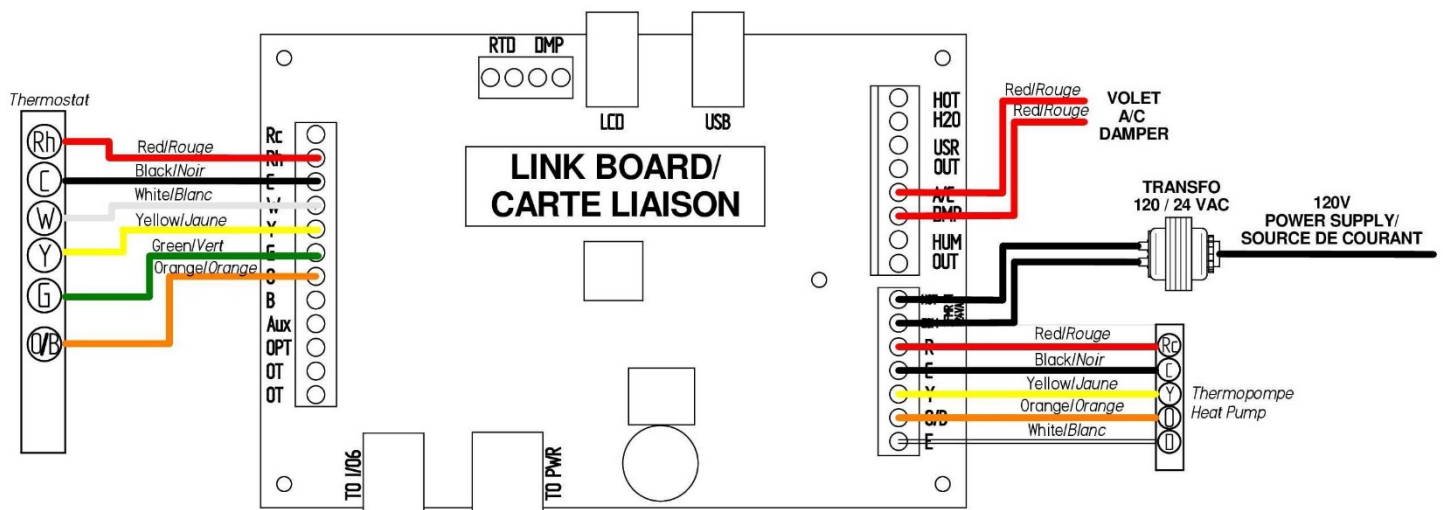 Thermostat
Rh
C
W
Y
G
O/B
Red/Rouge
Black/Noir
White/Blanc
Yellow/Jaune
Green/Vert
Orange/Orange
Rc
Rh
W
Y
B
Aux
OPT
OT
OT
RTD DMP
LCD
USB
LINK BOARD/
CARTE LIAISON
TO I/O6
TO PWR
HOT
H2O
USR
OUT
A/C
DMP
HUM
OUT
R
Y
O/B
E
Red/Rouge
Red/Rouge
VOLET
A/C
DAMPER
TRANSFO
120 / 24 VAC
120V
POWER SUPPLY/
SOURCE DE COURANT
Red/Rouge
Black/Noir
Yellow/Jaune
Orange/Orange
White/Blanc
Rc
C
Y
O
D
Thermopompe
Heat Pump